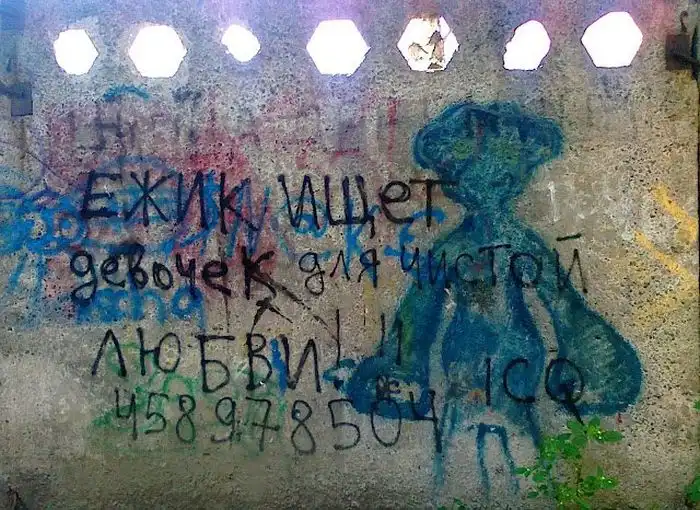 ЕЖИК ИЩЕТ
девочек для чистой
ЛЮБВИ!
ICQ
458978504